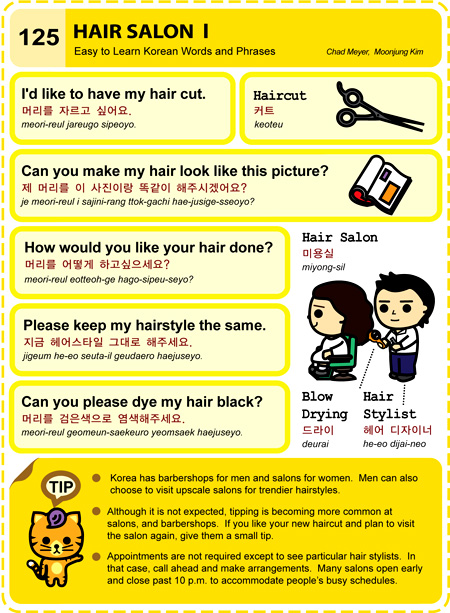 125
HAIR SALON I
Easy to Learn Korean Words and Phrases
Chad Meyer, Moonjung Kim
I'd like to have my hair cut.
머리를 자르고 싶어요.
meori-reul jareugo sipeoyo.
Haircut
커트
keoteu
Can you make my hair look like this picture?
제 머리를 이 사진이랑 똑같이 해주시겠어요?
je meori-reul i sajini-rang ttok-gachi hae-jusige-sseoyo?
How would you like your hair done?
머리를 어떻게 하고싶으세요?
meori-reul eotteoh-ge hago-sipeu-seyo?
Hair Salon
미용실
miyong-sil
Please keep my hairstyle the same.
지금 헤어스타일 그대로 해주세요.
jigeum he-eo seuta-il geudaero haejuseyo.
Can you please dye my hair black?
머리를 검은색으로 염색해주세요.
meori-reul geomeun-saekeuro yeomsaek haejuseyo.
Blow
Drying
드라이
deurai
Hair
Stylist
헤어 디자이너
he-eo dijai-neo
TIP
Korea has barbershops for men and salons for women. Men can also
choose to visit upscale salons for trendier hairstyles.
Although it is not expected, tipping is becoming more common at
salons, and barbershops. If you like your new haircut and plan to visit the
salon again, give them a small tip.
Appointments are not required except to see particular hair stylists. In
that case, call ahead and make arrangements. Many salons open early
and close past 10 p.m. to accommodate people's busy schedules.